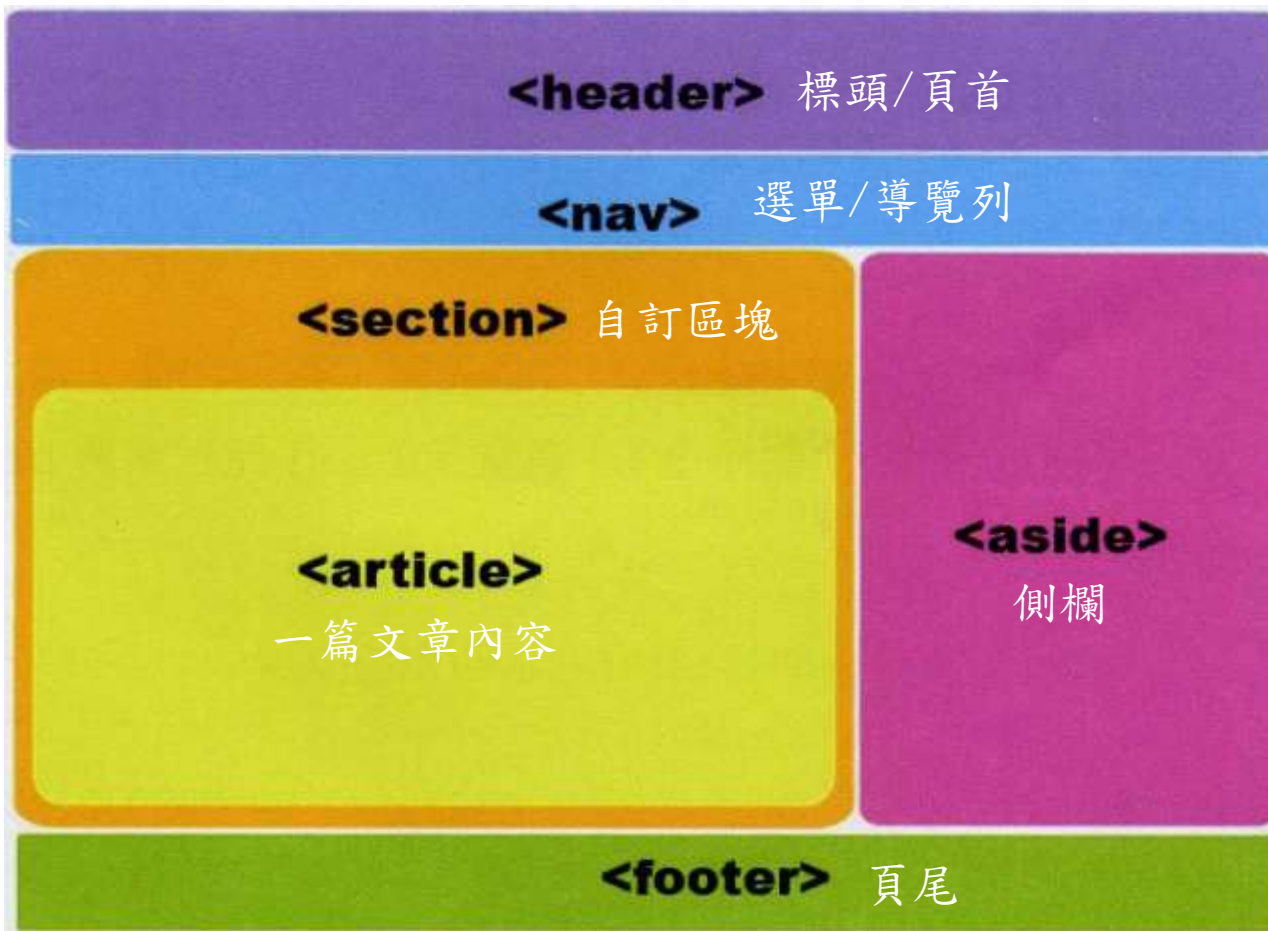 <header> 標頭/頁首
<nav> 選單/導覽列
<section> 自訂區塊
<article>
一篇文章內容
<aside>
側欄
<footer> 頁尾